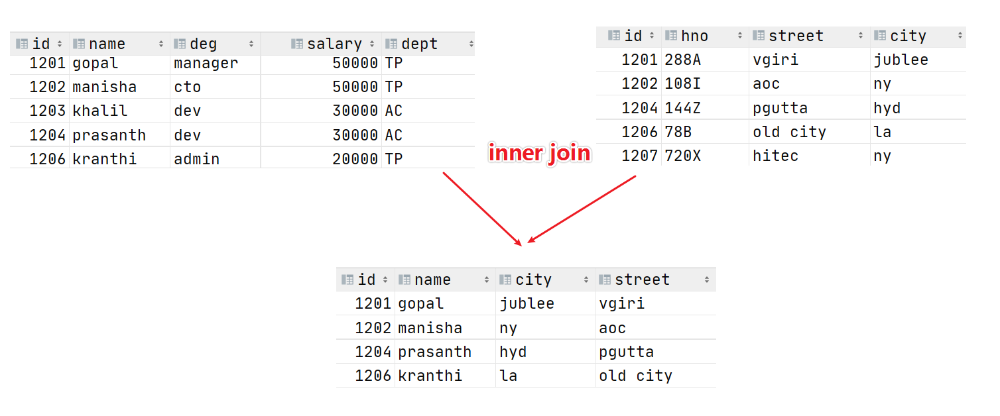 id name deg salary dept
1201 gopal manager 50000 TP
1202 manisha cto 50000 TP
1203 khalil dev 30000 AC
1204 prasanth dev 30000 AC
1206 kranthi admin 20000 TP
inner join
id hno street city
1201 288A vgiri jublee
1202 108I aoc ny
1204 144Z pgutta hyd
1206 78B old city la
1207 720X hitec ny
id name city street
1201 gopal jublee vgiri
1202 manisha ny aoc
1204 prasanth hyd pgutta
1206 kranthi la old city